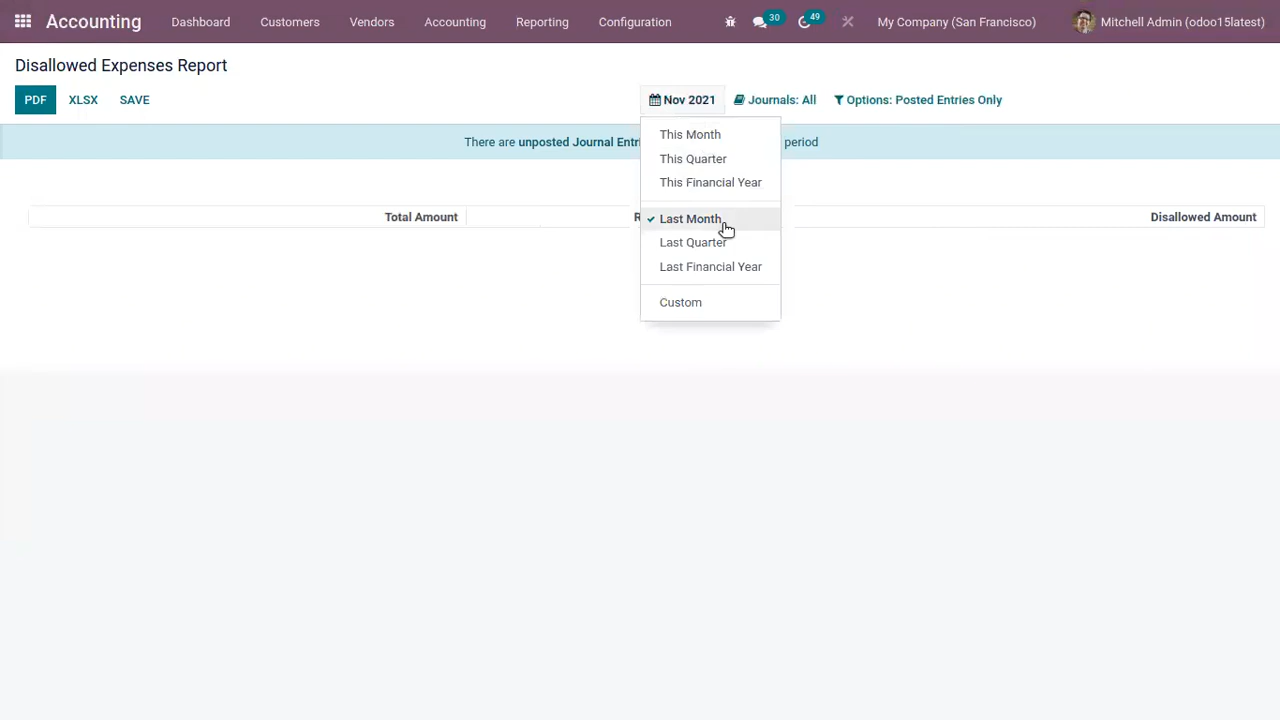 Accounting Dashboard Customers Vendors Accounting Reporting Configuration 30 49 My Company (San Francisco) Mitchell Admin (odoo15latest)
Disallowed Expenses Report
PDF XLSX SAVE Nov 2021 Journals: All Options: Posted Entries Only
This Month
There are unposted Journal Entri period
This Quarter
This Financial Year
Total Amount R Disallowed Amount
Last Month
Last Quarter
Last Financial Year
Custom